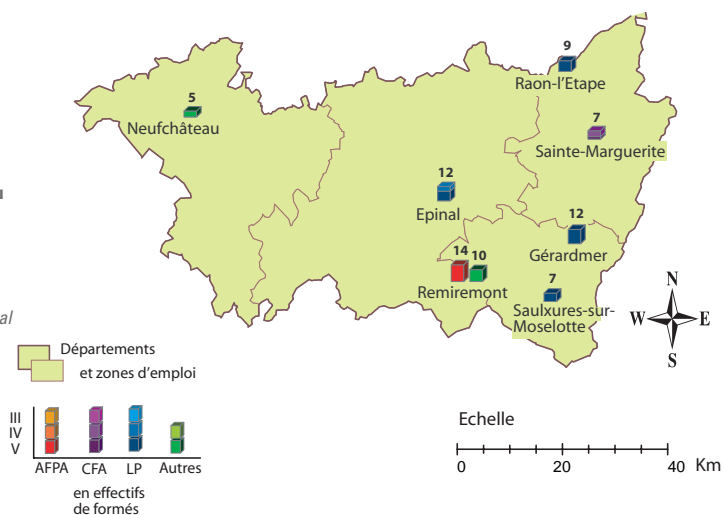 9
Raon-l'Etape
5
Neufchâteau
7
Sainte-Marguerite
12
Epinal
12
Gérardmer
14 10
Remiremont
7
Saulxures-sur-
Moselotte
N
W E
S
al
Départements
et zones d'emploi
III
IV
V
AFPA CFA LP Autres
en effectifs
de formés
Echelle
0 20 40 Km